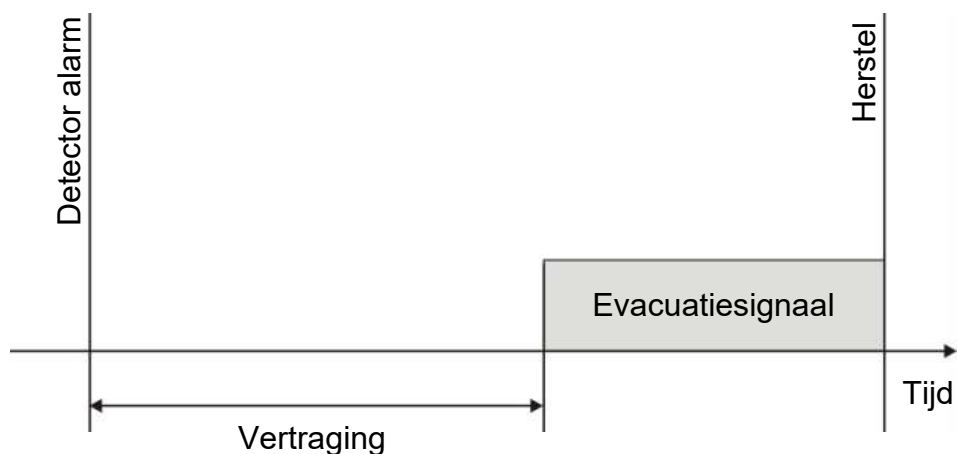 Detector alarm
Herstel
Evacuatiesignaal
Tijd
Vertraging